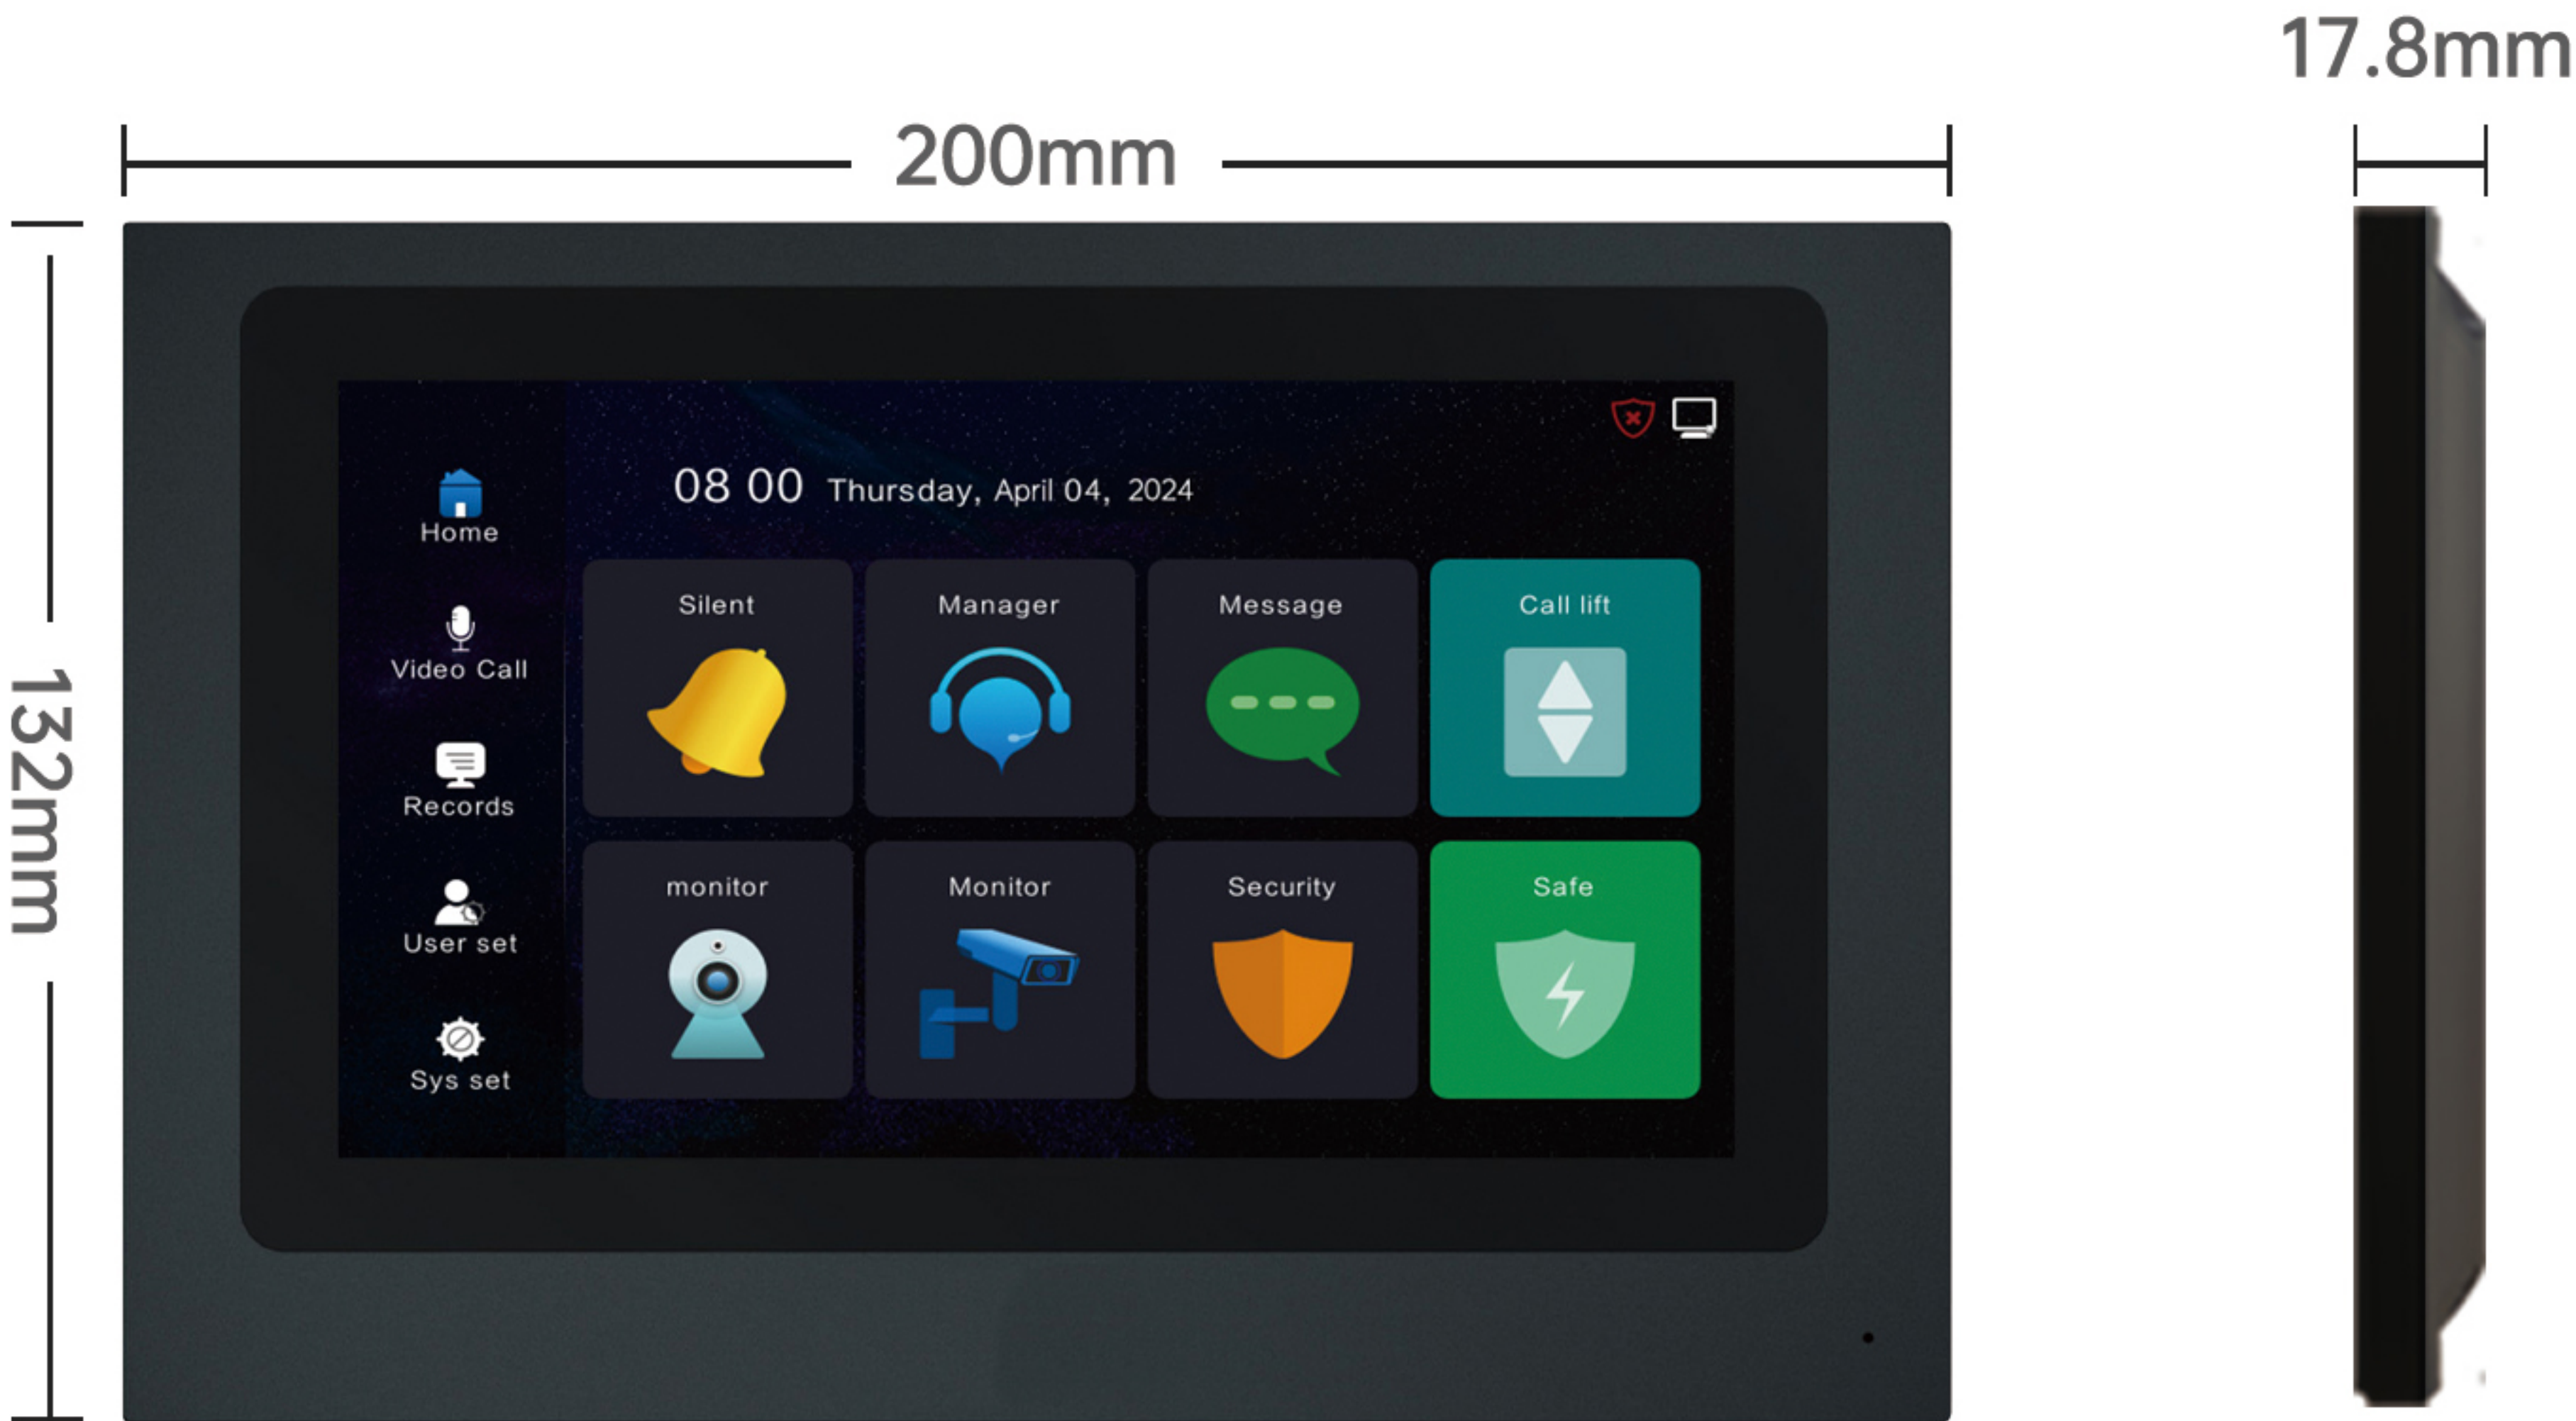 17.8mm
200mm
132mm
08 00 Thursday, April 04, 2024
Home
Video Call
Records
User set
Sys set
Silent
Manager
Message
Call lift
monitor
Monitor
Security
Safe